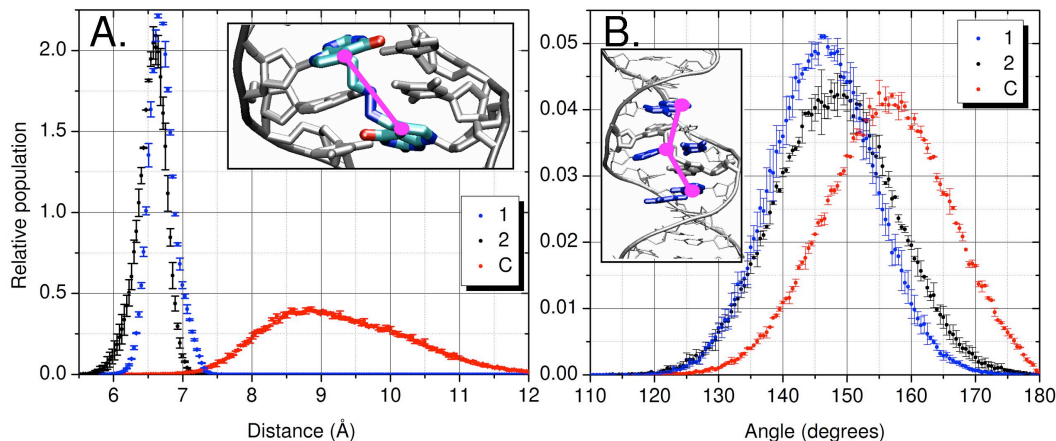 A.
2.0
1.5
1.0
0.5
0.0
Relative population
1
2
C
6 7 8 9 10 11 12
Distance (Å)
B.
0.05
0.04
0.03
0.02
0.01
0.00
1
2
C
110 120 130 140 150 160 170 180
Angle (degrees)